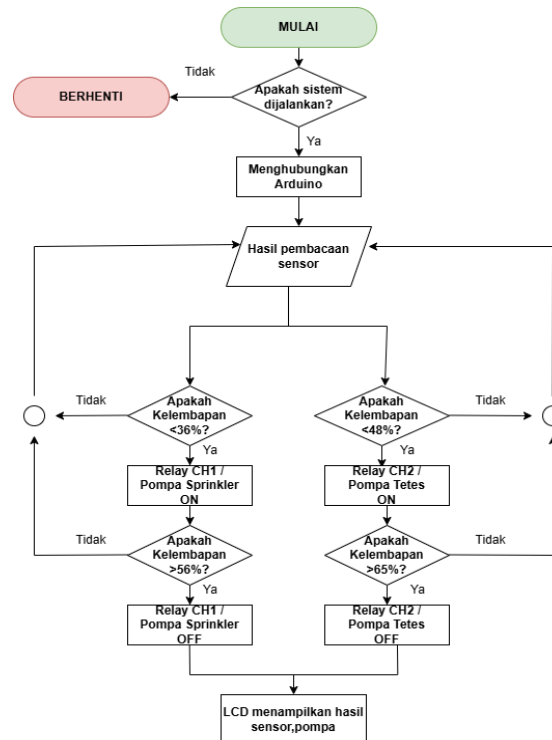 MULAI
Tidak
BERHENTI
Apakah sistem
dijalankan?
Ya
Menghubungkan
Arduino
Hasil pembacaan
sensor
Tidak
Apakah
Kelembapan
<36%?
Ya
Apakah
Kelembapan
<48%?
Tidak
Ya
Relay CH1 /
Pompa Sprinkler
ON
Relay CH2 /
Pompa Tetes
ON
Tidak
Apakah
Kelembapan
>56%?
Ya
Apakah
Kelembapan
>65%?
Tidak
Ya
Relay CH1 /
Pompa Sprinkler
OFF
Relay CH2 /
Pompa Tetes
OFF
LCD menampilkan hasil
sensor,pompa